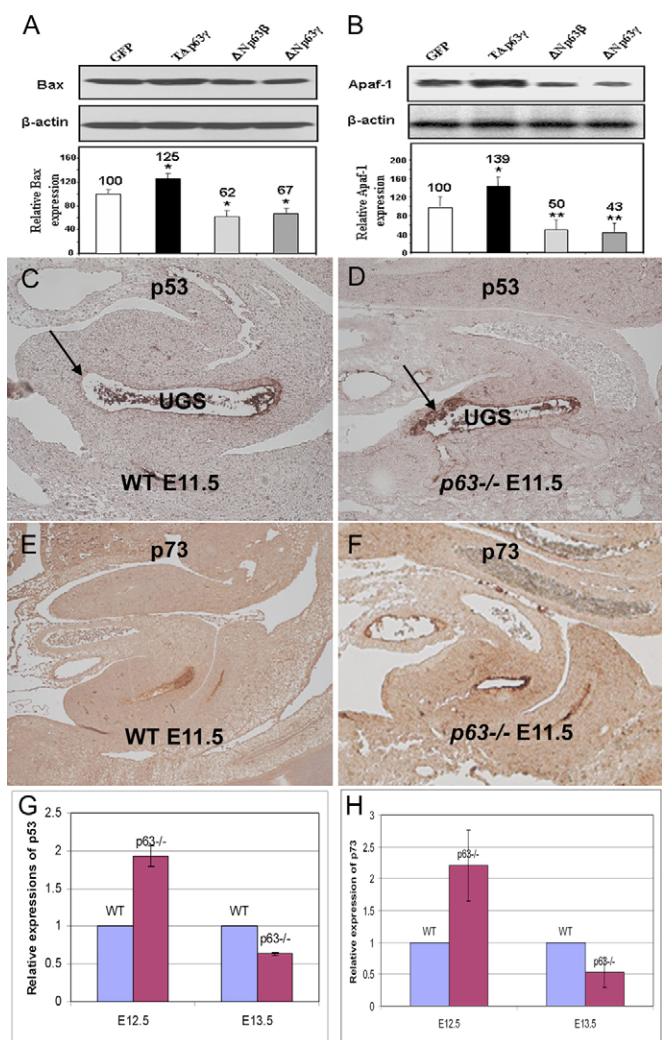 A
GFP TAp63γ ΔNp63β ΔNp63γ
Bax
β-actin
Relative Bax
expression
160
120
80
40
0
100
125
*
62
*
67
*
B
GFP TAp63γ ΔNp63β ΔNp63γ
Apaf-1
β-actin
Relative Apaf-1
expression
200
160
120
80
40
0
100
139
*
50
**
43
**
C
p53
UGS
WT E11.5
D
p53
UGS
p63-/- E11.5
E
p73
WT E11.5
F
p73
p63-/- E11.5
G
Relative expressions of p53
2.5
2
1.5
1
0.5
0
WT
p63-/-
WT
p63-/-
E12.5 E13.5
H
Relative expression of p73
3
2.5
2
1.5
1
0.5
0
WT
p63-/-
WT
p63-/-
E12.5 E13.5